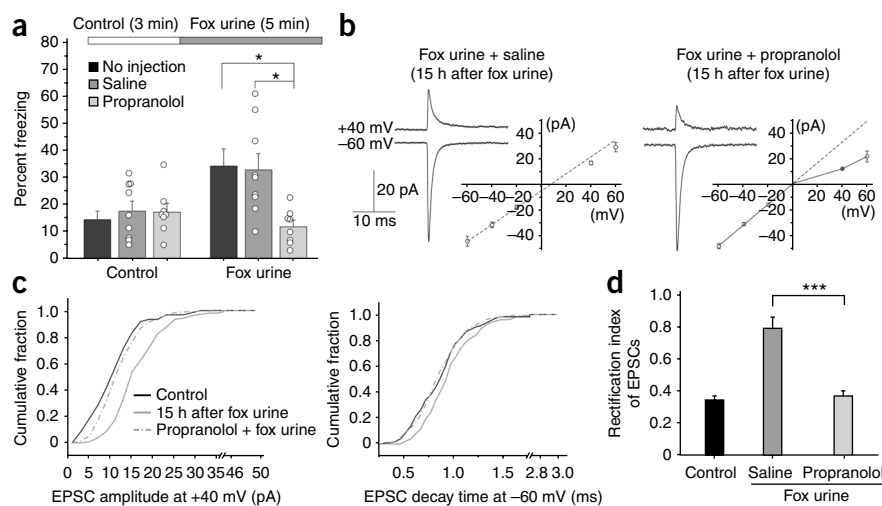 a
Control (3 min) Fox urine (5 min)
80
70
60
50
40
30
20
10
0
Percent freezing
No injection
Saline
Propranolol
*
*
Control Fox urine
b
Fox urine + saline
(15 h after fox urine)
+40 mV
−60 mV
20 pA
10 ms
(pA)
40
20
−60 −40 −20 0 20 40 60
−20
−40
(mV)
Fox urine + propranolol
(15 h after fox urine)
(pA)
40
20
−60 −40 −20 0 20 40 60
−20
−40
(mV)
c
Cumulative fraction
1.0
0.8
0.6
0.4
0.2
0
Control
15 h after fox urine
Propranolol + fox urine
0 5 10 15 20 25 30 35 46 50
EPSC amplitude at +40 mV (pA)
Cumulative fraction
1.0
0.8
0.6
0.4
0.2
0
0.5 1.0 1.5 2.8 3.0
EPSC decay time at −60 mV (ms)
d
Rectification index
of EPSCs
1.0
0.8
0.6
0.4
0.2
0
***
Control Saline Propranolol
Fox urine